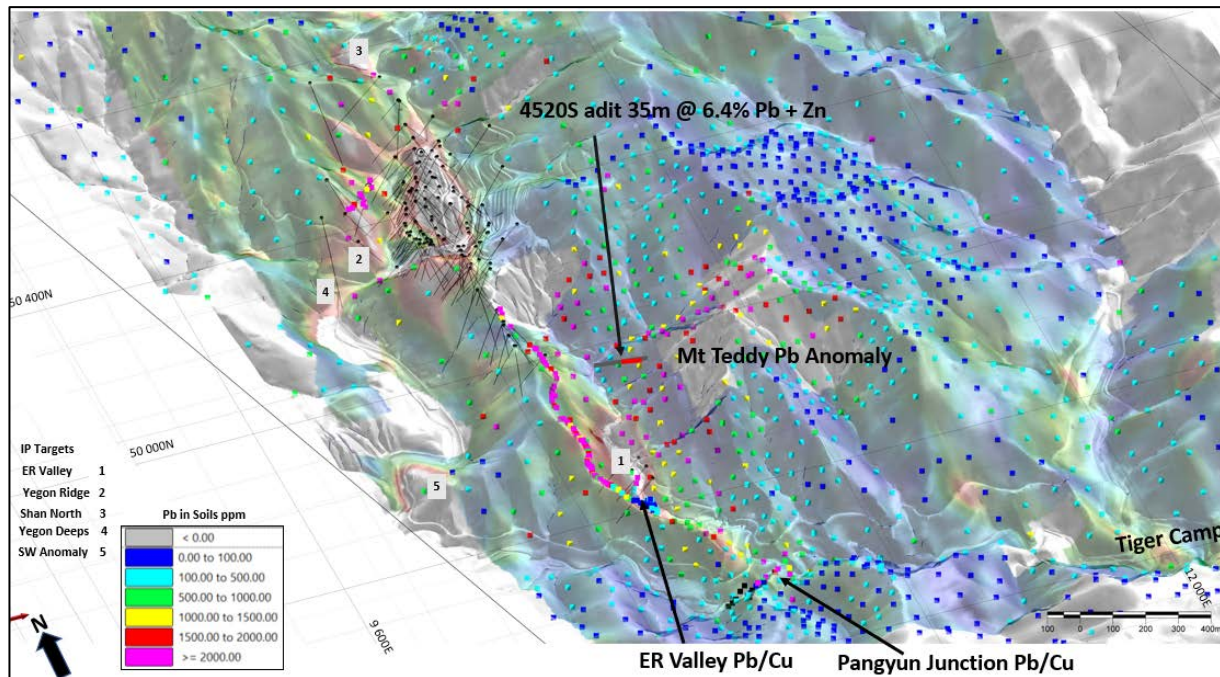 3
4520S adit 35m @ 6.4% Pb + Zn
2
4
50 400N
Mt Teddy Pb Anomaly
50 000N
1
5
IP Targets
ER Valley 1
Yegon Ridge 2
Shan North 3
Yegon Deeps 4
SW Anomaly 5
Pb in Soils ppm
< 0.00
0.00 to 100.00
100.00 to 500.00
500.00 to 1000.00
1000.00 to 1500.00
1500.00 to 2000.00
>= 2000.00
Tiger Camp
12 000E
9 600E
N
100 0 100 200 300 400m
ER Valley Pb/Cu
Pangyun Junction Pb/Cu